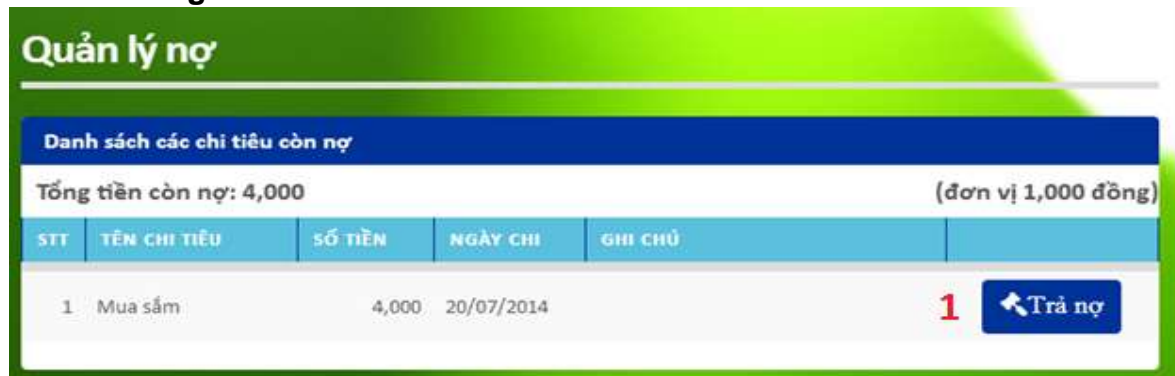 Quản lý nợ
Danh sách các chi tiêu còn nợ
Tổng tiền còn nợ: 4,000 (đơn vị 1,000 đồng)
STT TÊN CHI TIÊU SỐ TIỀN NGÀY CHI GHI CHÚ
1 Mua sắm 4,000 20/07/2014 1 Trả nợ